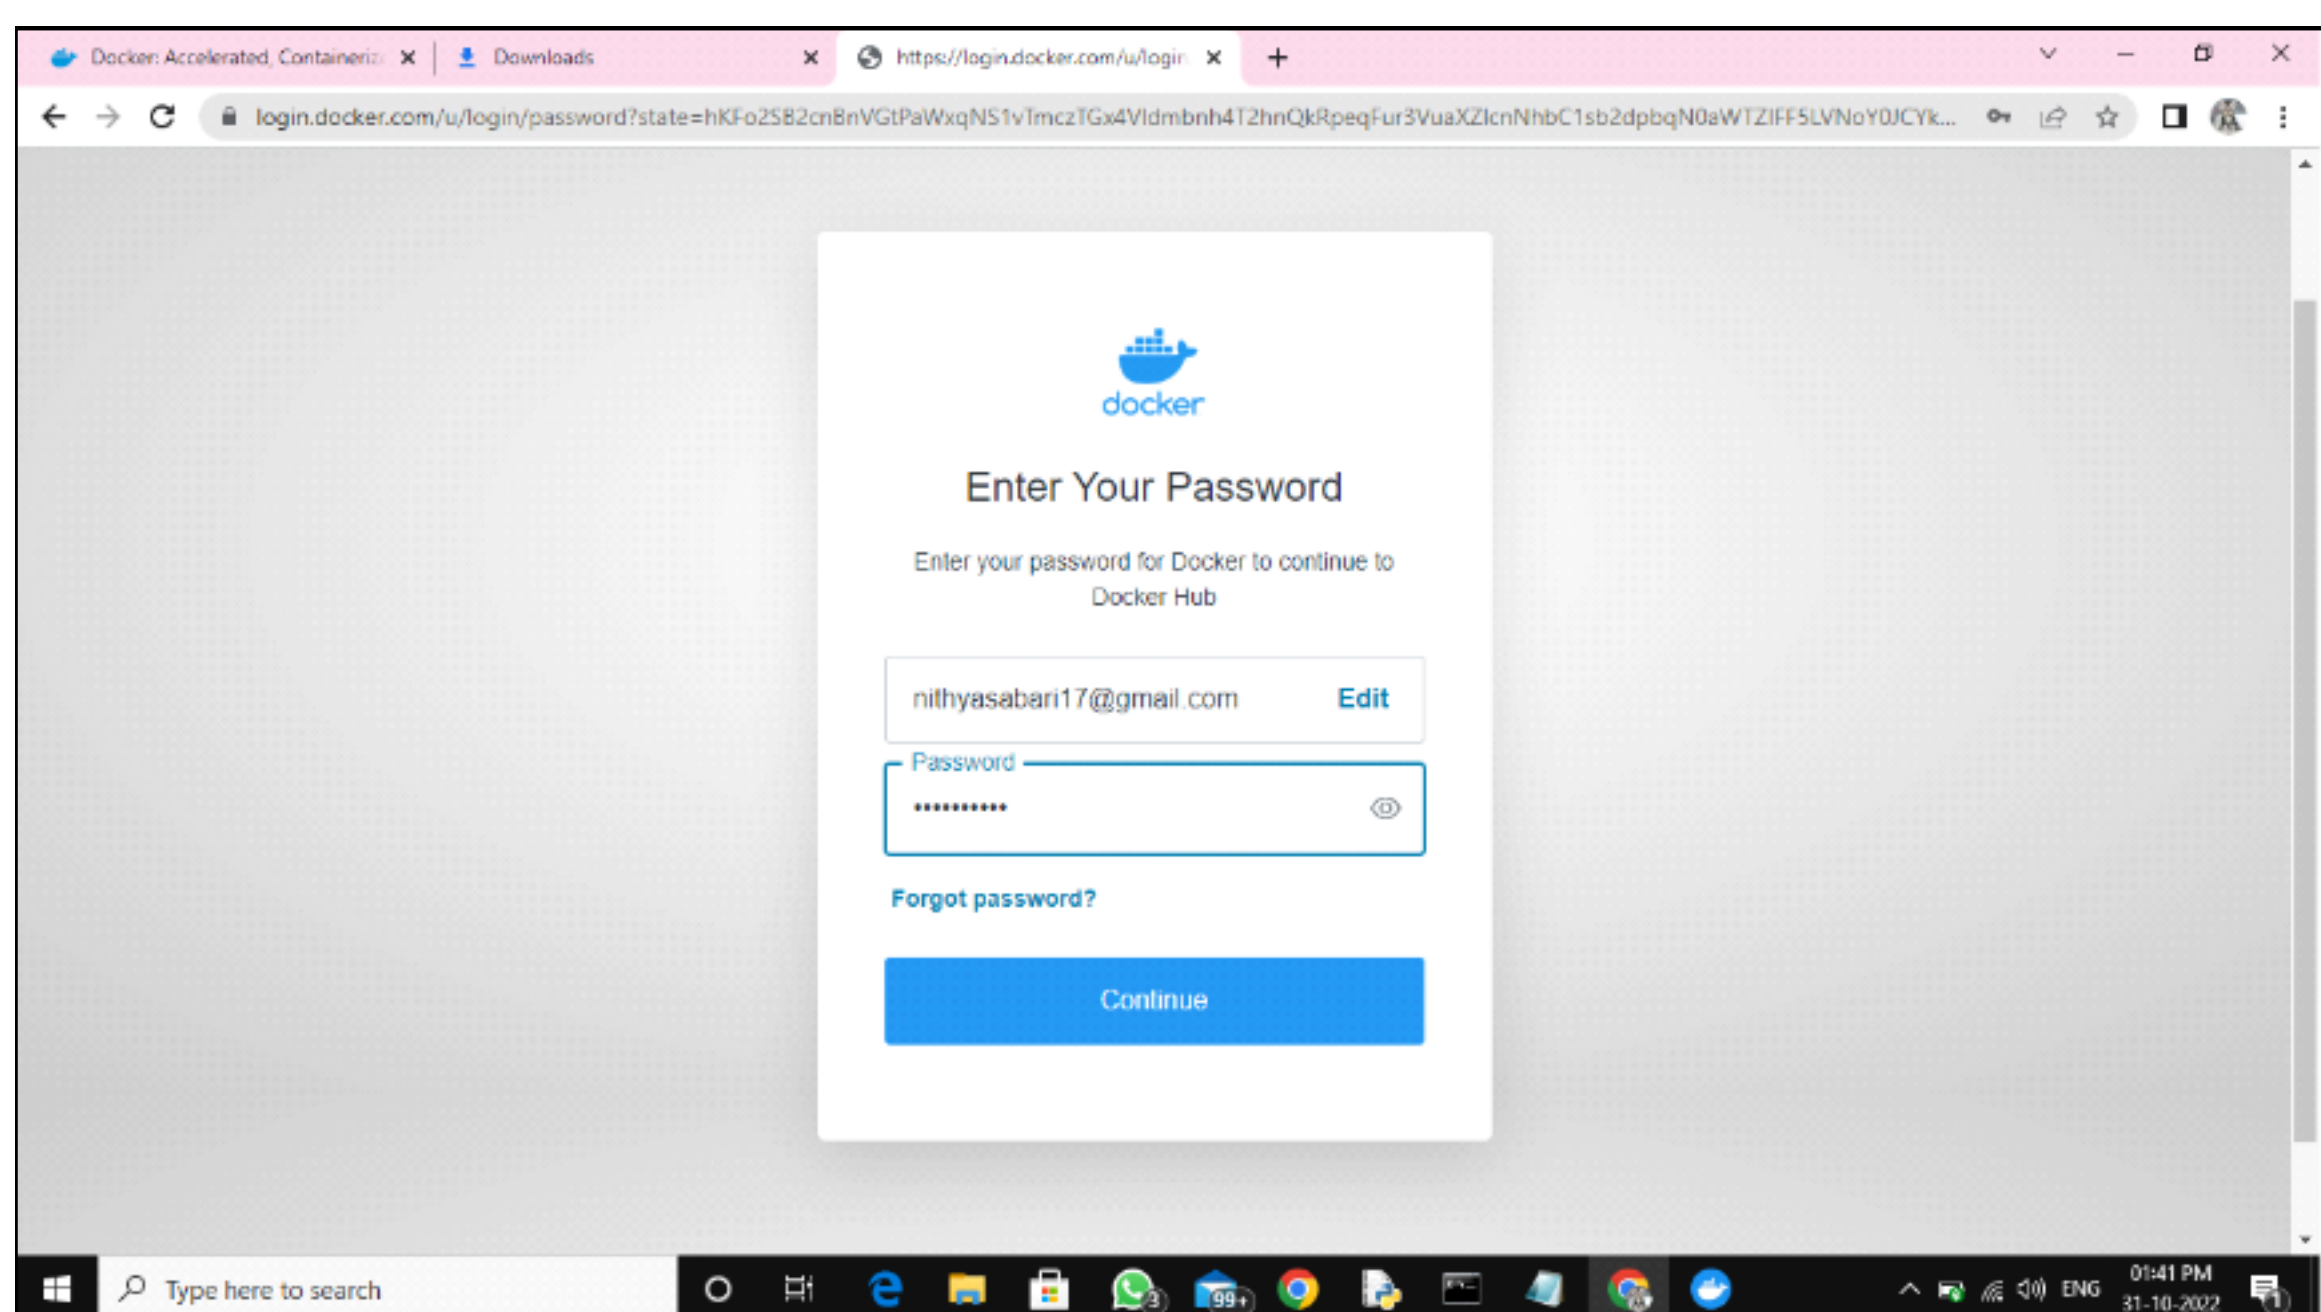 Docker: Accelerated, Containeriz
Downloads
https://login.docker.com/u/login
login.docker.com/u/login/password?state=
Enter Your Password
docker
Enter your password for Docker to continue to
Docker Hub
nithyasabari17@gmail.com Edit
Password
••••••••••
Forgot password?
Continue
Type here to search
3
99+
ENG
01:41 PM
31-10-2022
1